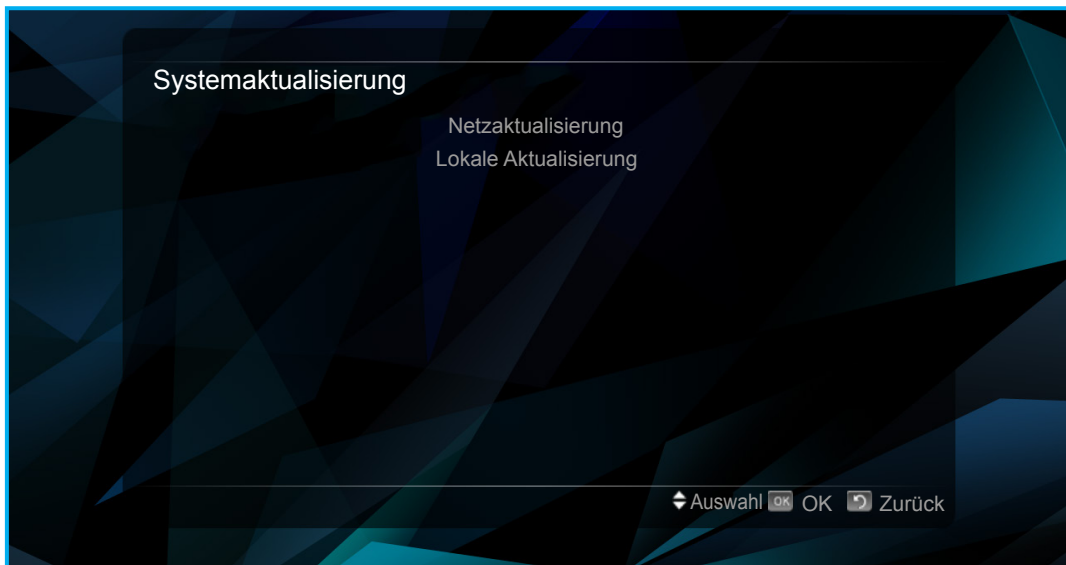 Systemaktualisierung
Netzaktualisierung
Lokale Aktualisierung
Auswahl OK OK Zurück